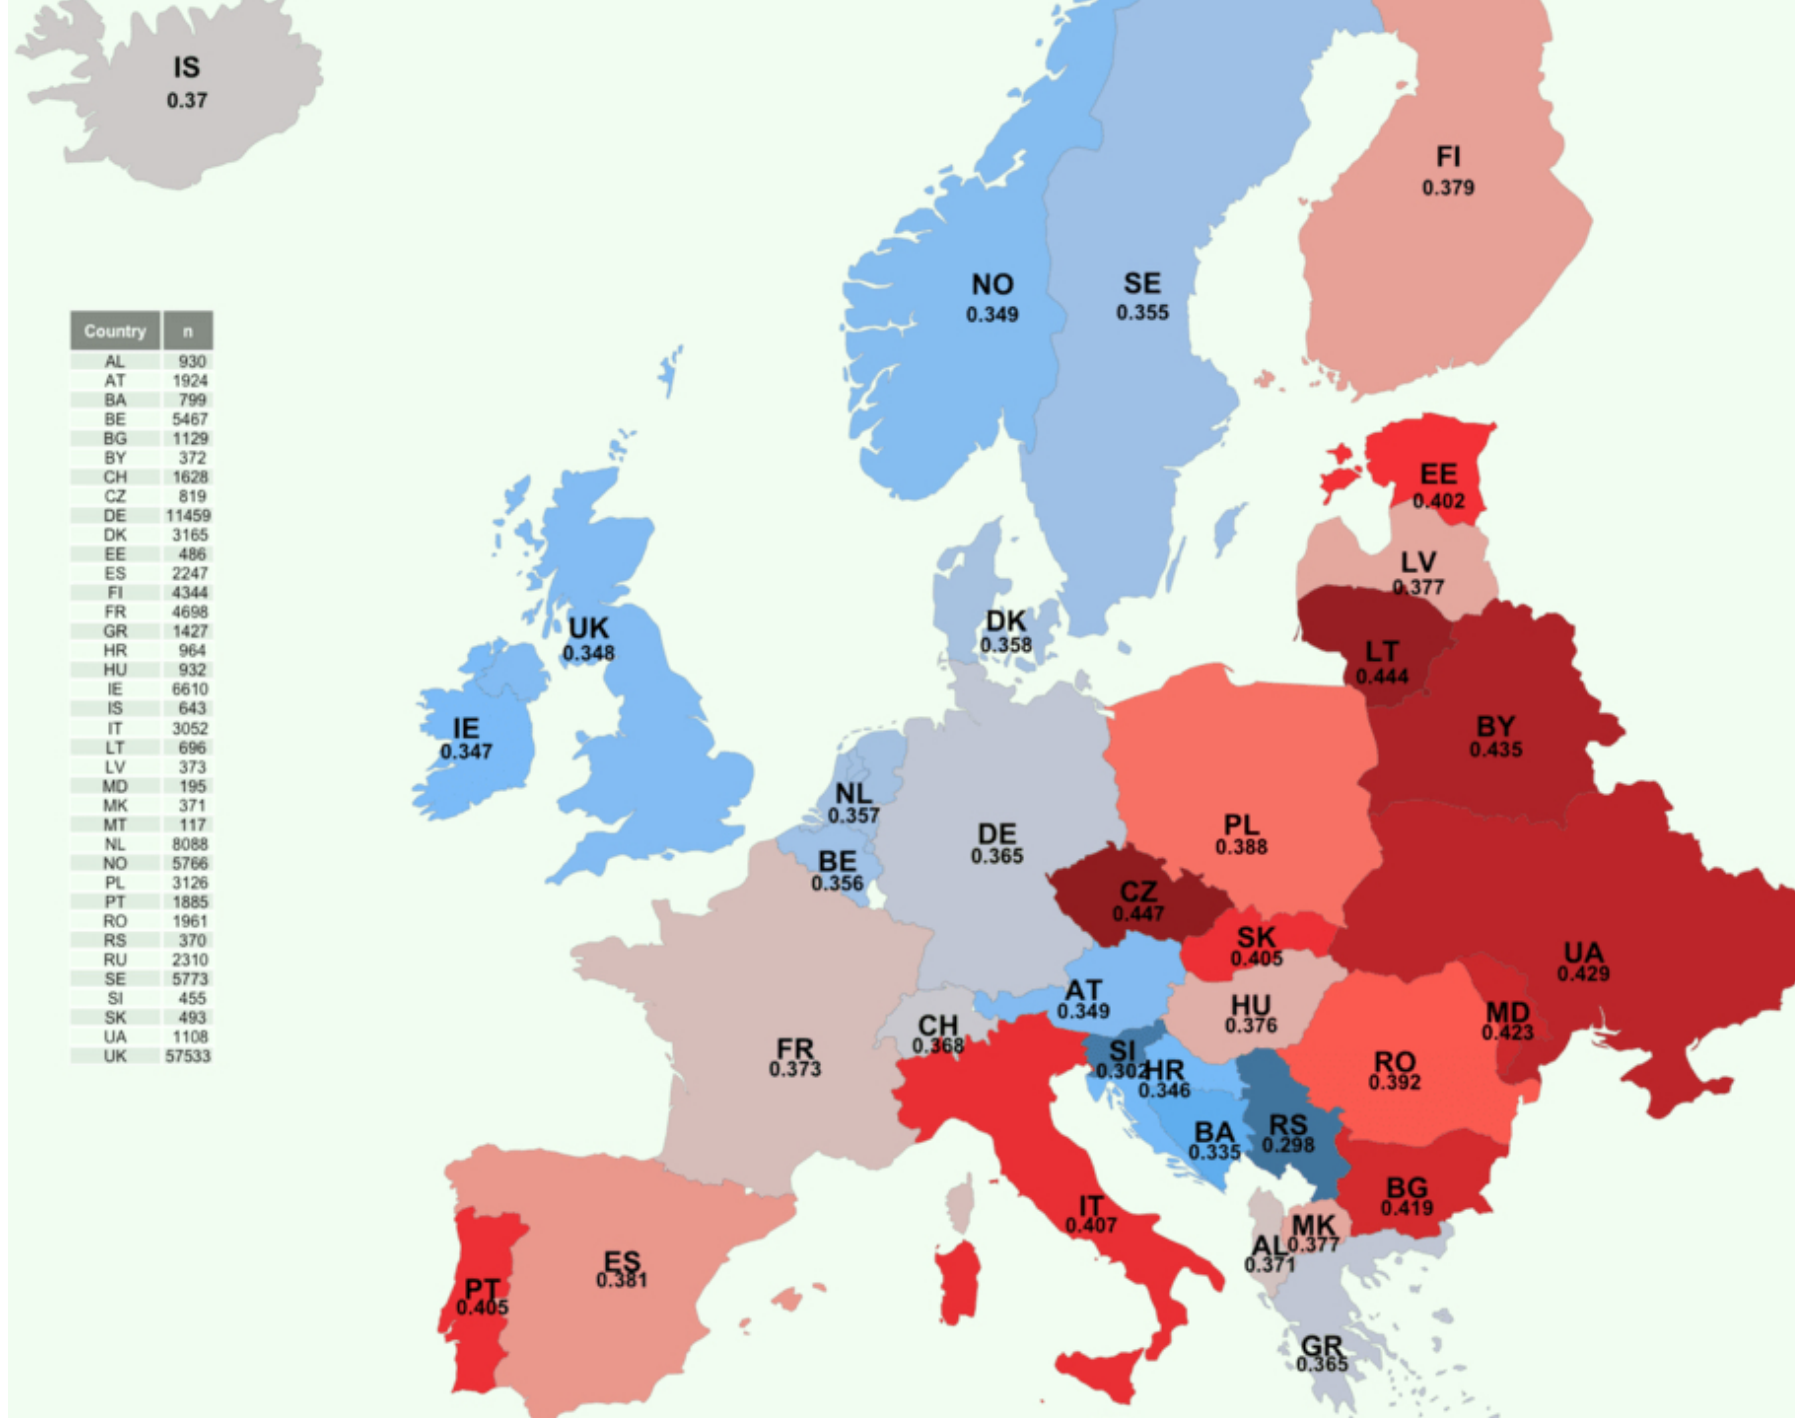 IS
0.37
FI
0.379
NO
0.349
SE
0.355
Country n
AL 930
AT 1924
BA 799
BE 5467
BG 1129
BY 372
CH 1628
CZ 819
DE 11459
DK 3165
EE 486
ES 2247
FI 4344
FR 4698
GR 1427
HR 964
HU 932
IE 6610
IS 643
IT 3052
LT 696
LV 373
MD 195
MK 371
MT 117
NL 8088
NO 5766
PL 3126
PT 1885
RO 1961
RS 370
RU 2310
SE 5773
SI 455
SK 493
UA 1108
UK 57533
EE
0.402
LV
0.377
UK
0.348
DK
0.358
LT
0.444
IE
0.347
BY
0.435
NL
0.357
DE
0.365
PL
0.388
BE
0.356
CZ
0.447
SK
0.405
UA
0.429
AT
0.349
HU
0.376
MD
0.423
CH
0.368
FR
0.373
SI
0.302
HR
0.346
RO
0.392
BA
0.335
RS
0.298
BG
0.419
IT
0.407
MK
0.377
AL
0.371
ES
0.381
PT
0.405
GR
0.365